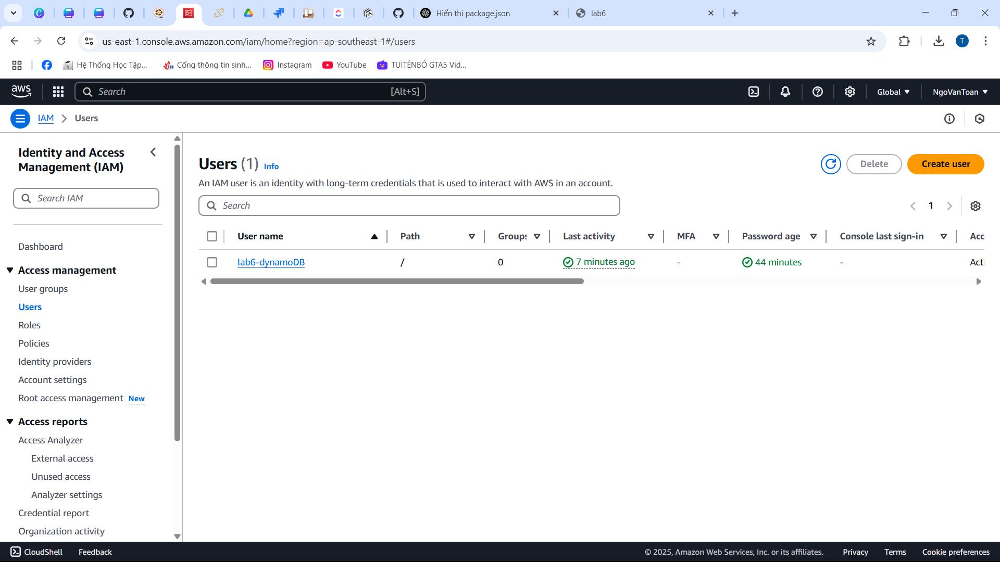 Hiển thị package.json
lab6
us-east-1.console.aws.amazon.com/iam/home?region=ap-southeast-1#/users
T
Hệ Thống Học Tập...
Cổng thông tin sinh...
Instagram
YouTube
TUITÊNBÔ GTA5 Vid...
aws
Search
[Alt+S]
Global
NgoVanToan
IAM
Users
Identity and Access
Management (IAM)
Search IAM
Dashboard
Access management
User groups
Users
Roles
Policies
Identity providers
Account settings
Root access management New
Access reports
Access Analyzer
External access
Unused access
Analyzer settings
Credential report
Organization activity
Users (1) Info
Delete
Create user
An IAM user is an identity with long-term credentials that is used to interact with AWS in an account.
Search
1
User name Path Groups Last activity MFA Password age Console last sign-in Acc
lab6-dynamoDB / 0 7 minutes ago - 44 minutes - Acti
CloudShell Feedback © 2025, Amazon Web Services, Inc. or its affiliates. Privacy Terms Cookie preferences